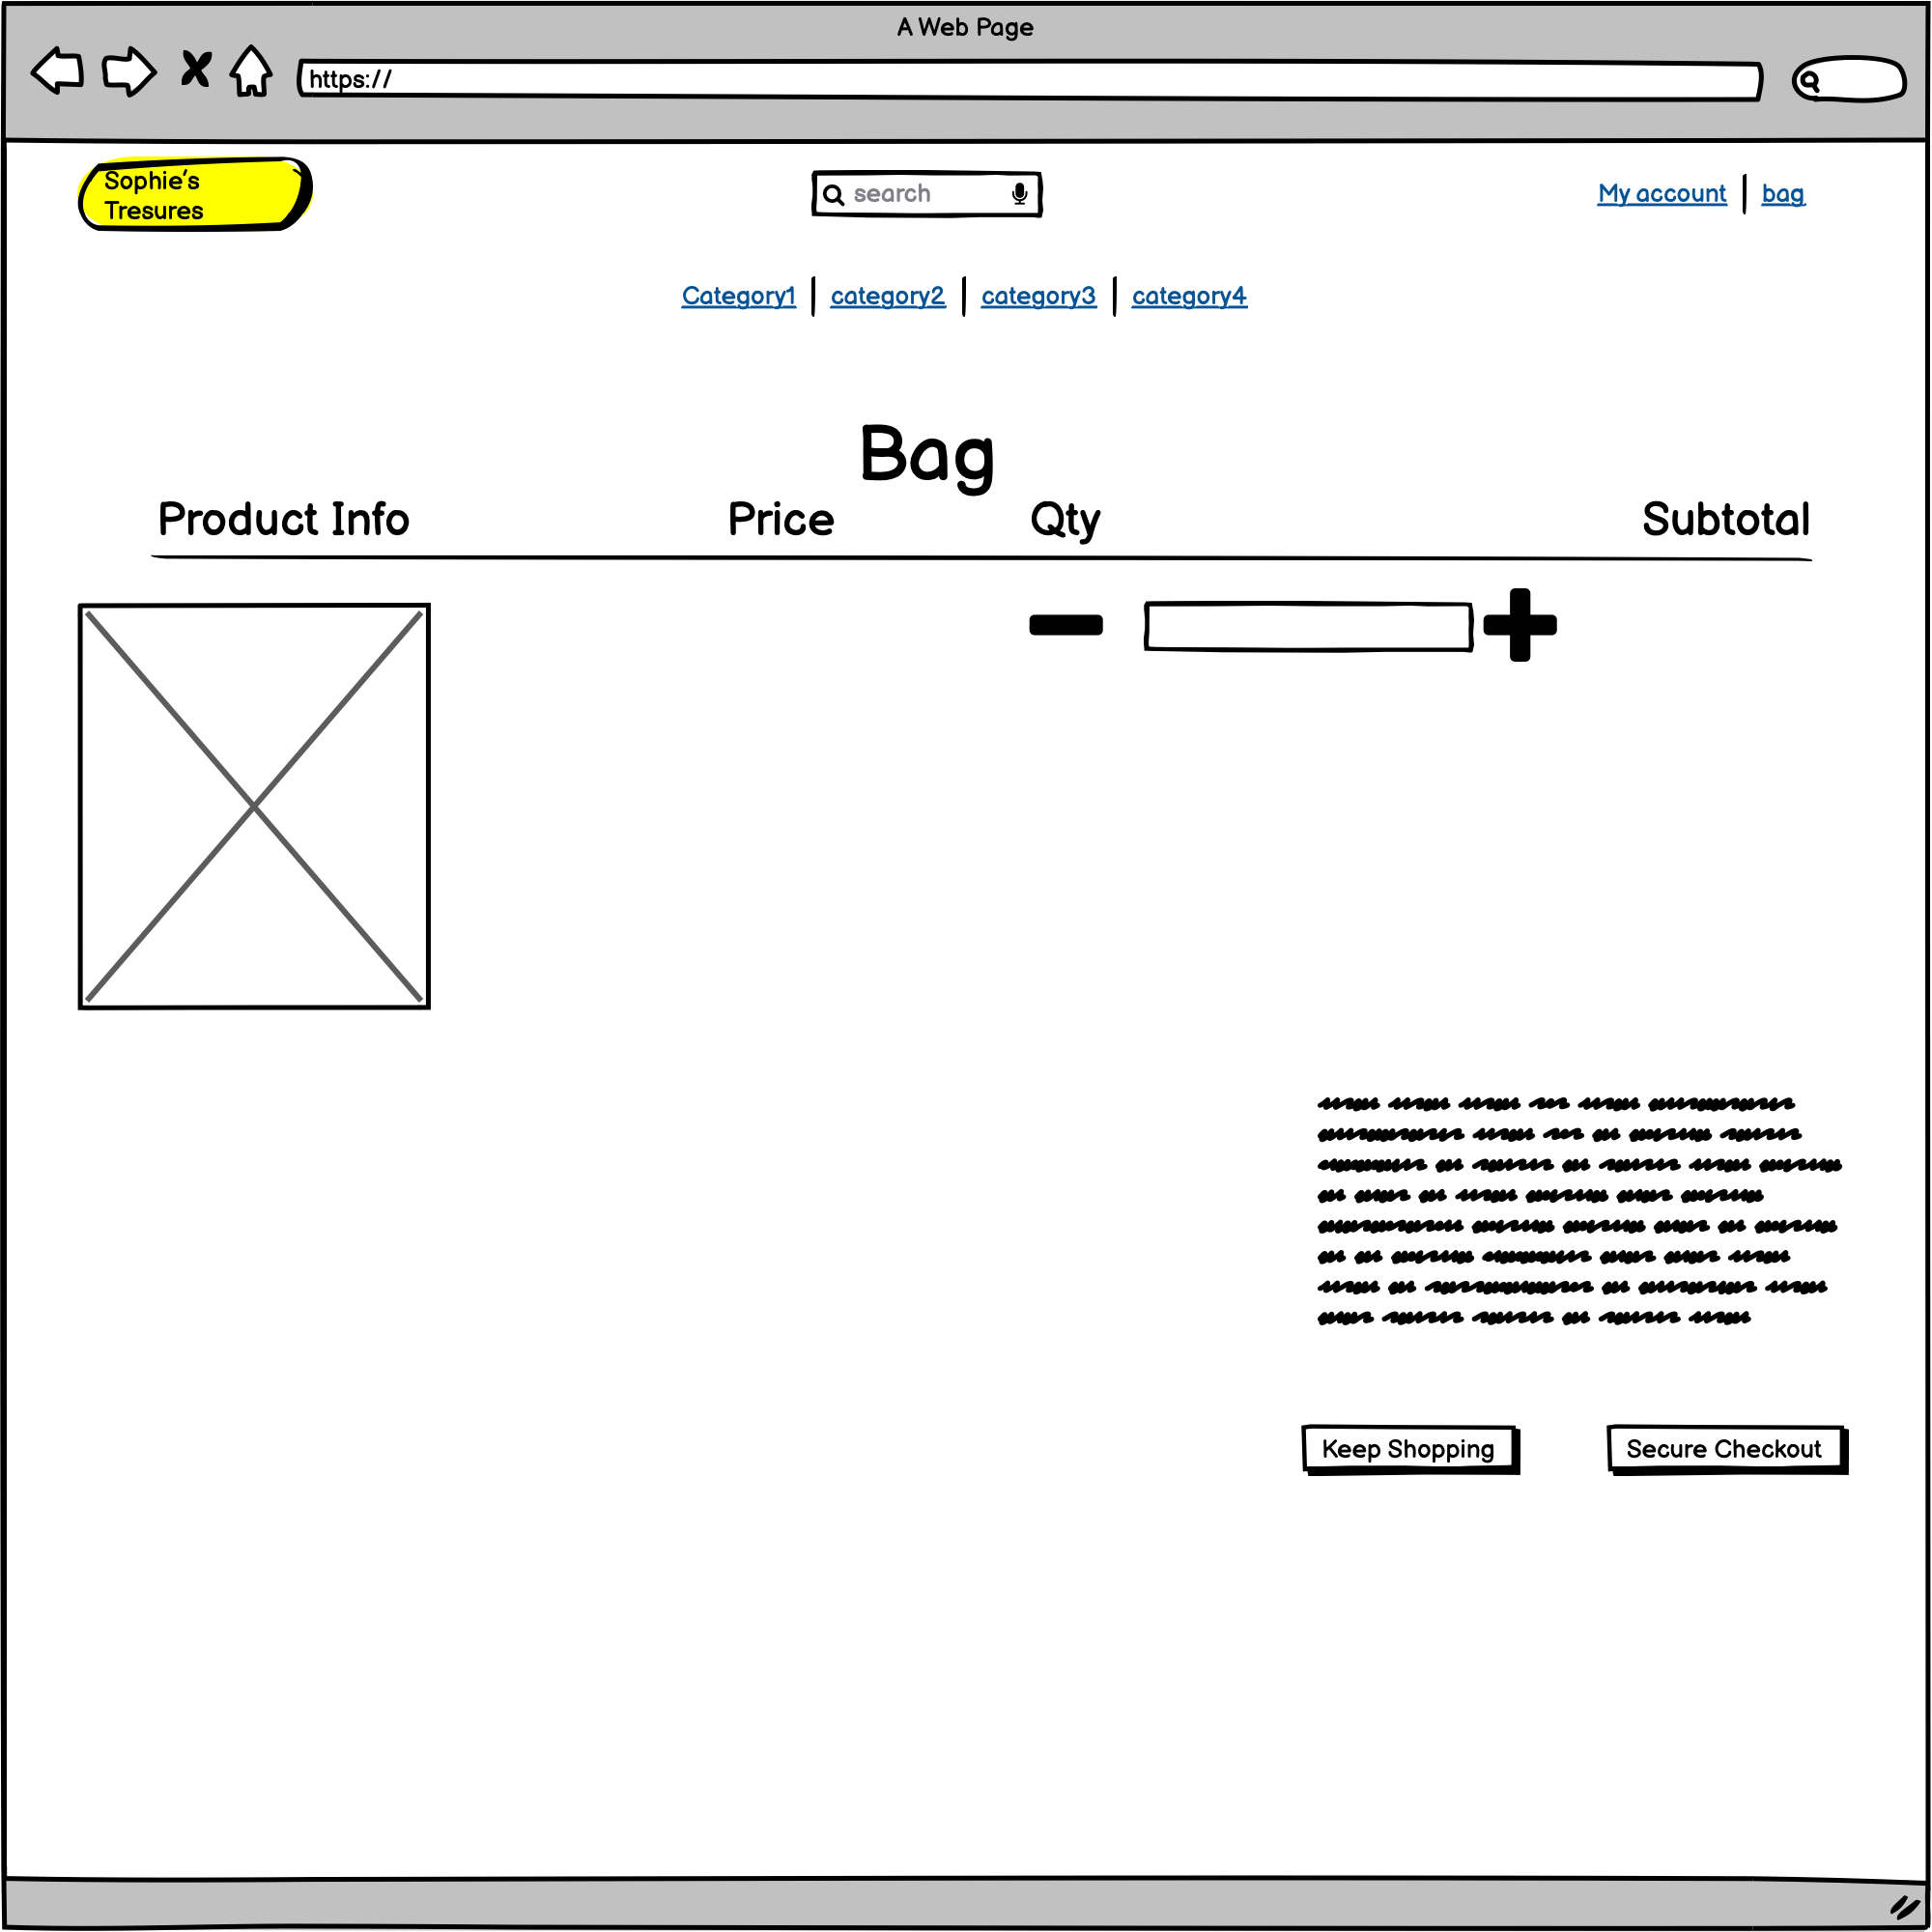 A Web Page
https://
Sophie's
Tresures
search
My account | bag
Category1 | category2 | category3 | category4
Bag
Product Info Price Qty Subtotal
Keep Shopping Secure Checkout